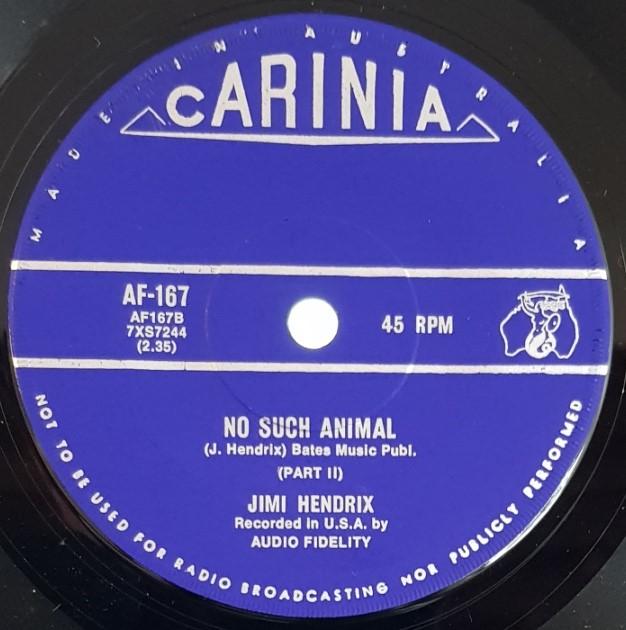 MADE IN AUSTRALIA
CARINIA
AF-167
AF167B
7XS7244
(2.35)
45 RPM
NO SUCH ANIMAL
(J. Hendrix) Bates Music Publ.
(PART II)
JIMI HENDRIX
Recorded in U.S.A. by
AUDIO FIDELITY
NOT TO BE USED FOR RADIO BROADCASTING NOR PUBLICLY PERFORMED